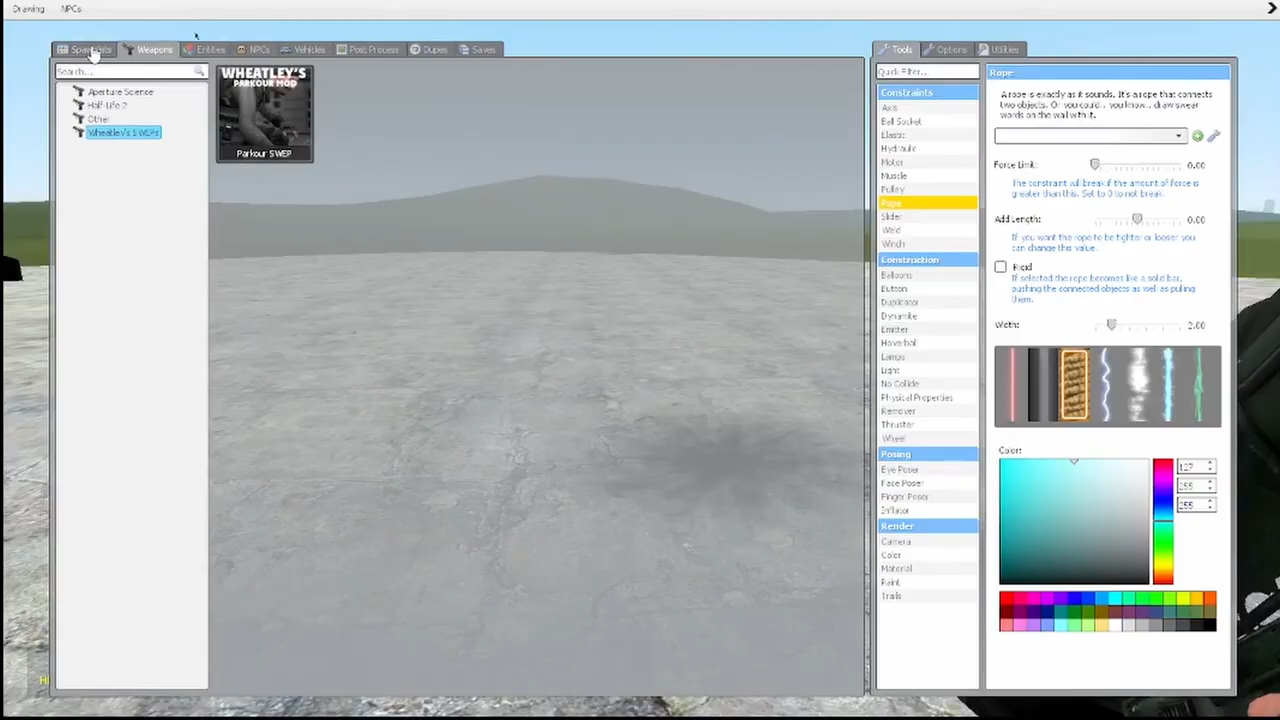 Drawing NPCs
Spawnlists Weapons Entities NPCs Vehicles Post Process Dupes Saves
Search...
Aperture Science
Half-Life 2
Other
Wheatley's SWEPs
WHEATLEY'S
PARKOUR MOD
Parkour SWEP
Tools Options Utilities
Quick Filter...
Constraints
Axis
Ball Socket
Elastic
Hydraulic
Motor
Muscle
Pulley
Rope
Slider
Weld
Winch
Construction
Balloons
Button
Duplicator
Dynamite
Emitter
Hoverball
Lamps
Light
No Collide
Physical Properties
Remover
Thruster
Wheel
Posing
Eye Poser
Face Poser
Finger Poser
Inflator
Render
Camera
Color
Material
Paint
Trails
Rope
A rope is exactly as it sounds. It's a rope that connects
two objects. Or you could... you know... draw swear
words on the wall with it.
Force Limit: 0.00
The constraint will break if the amount of force is
greater than this. Set to 0 to not break.
Add Length: 0.00
If you want the rope to be tighter or looser you
can change this value.
Rigid
If selected the rope becomes like a solid bar,
pushing the connected objects as well as pulling
them.
Width: 2.00
Color:
127
255
255